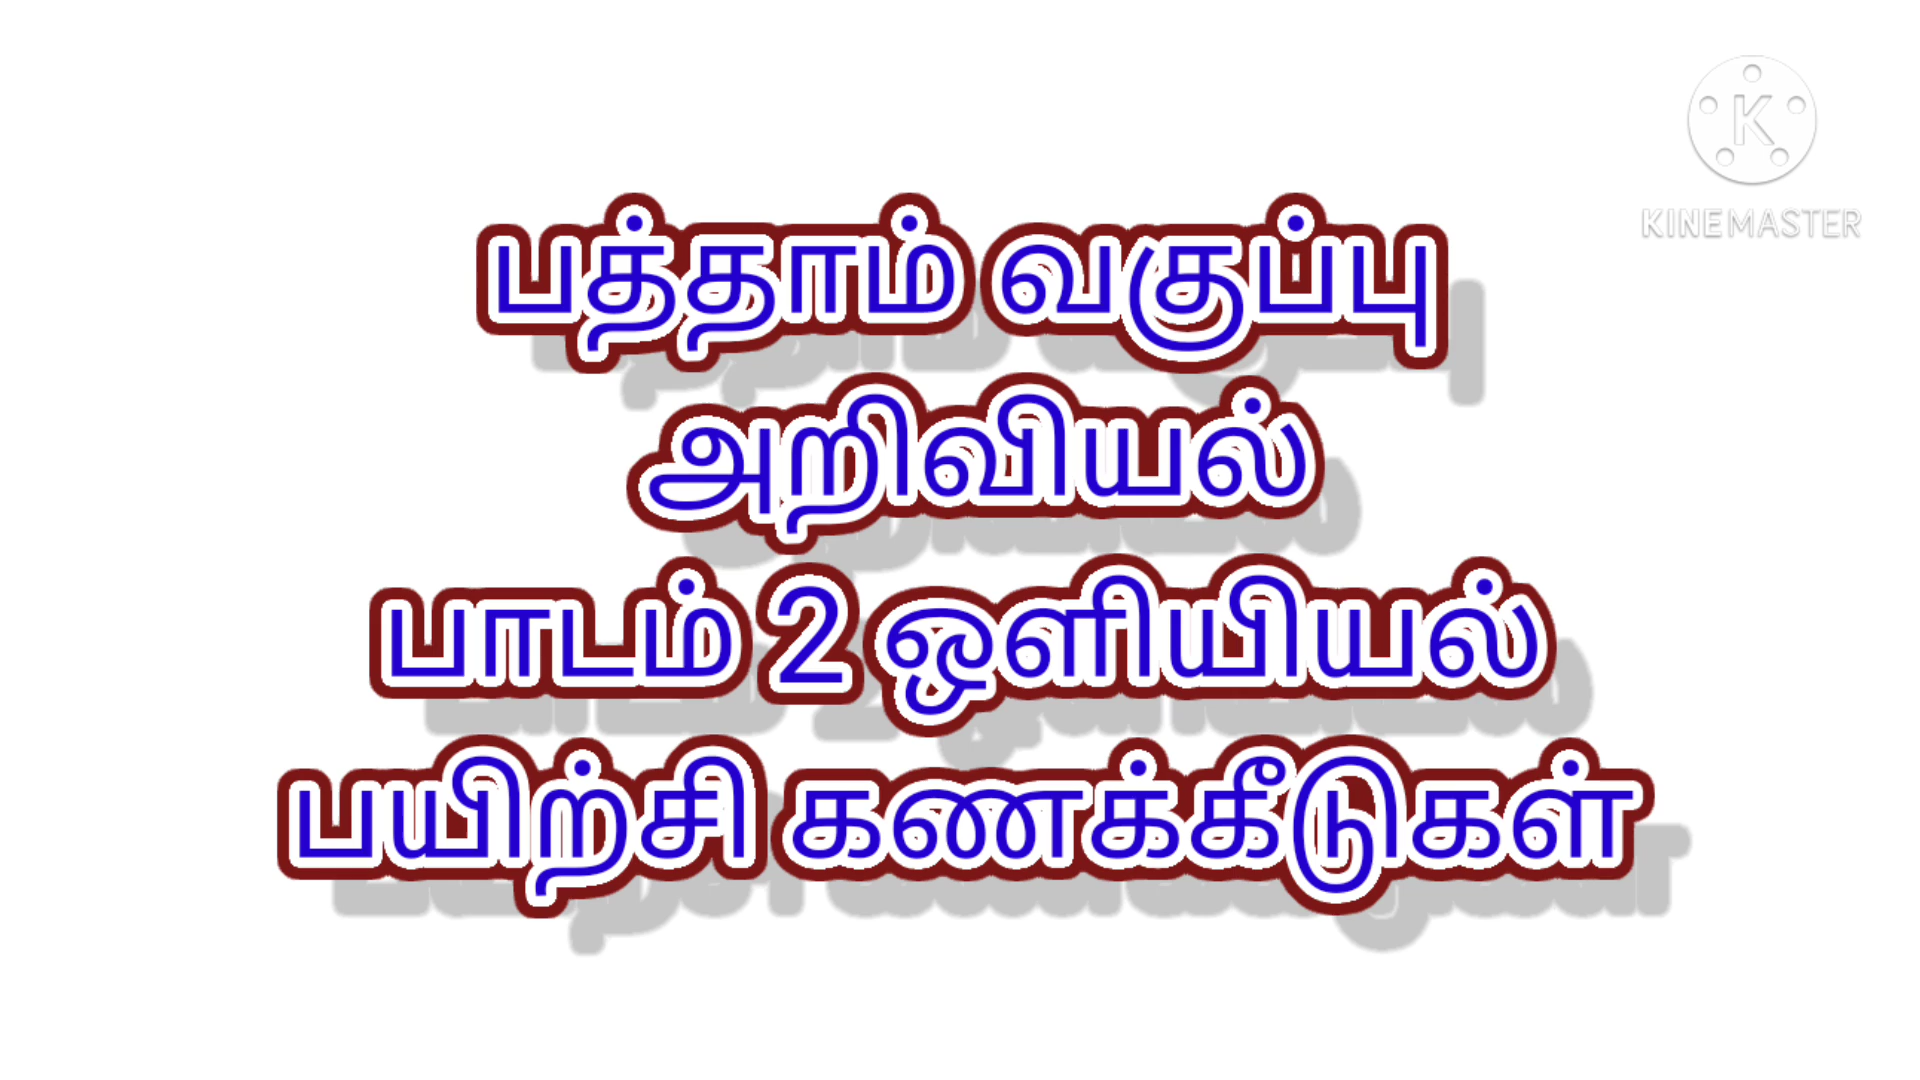 பத்தாம் வகுப்பு
அறிவியல்
பாடம் 2 ஒளியியல்
பயிற்சி கணக்கீடுகள்
K
KINEMASTER